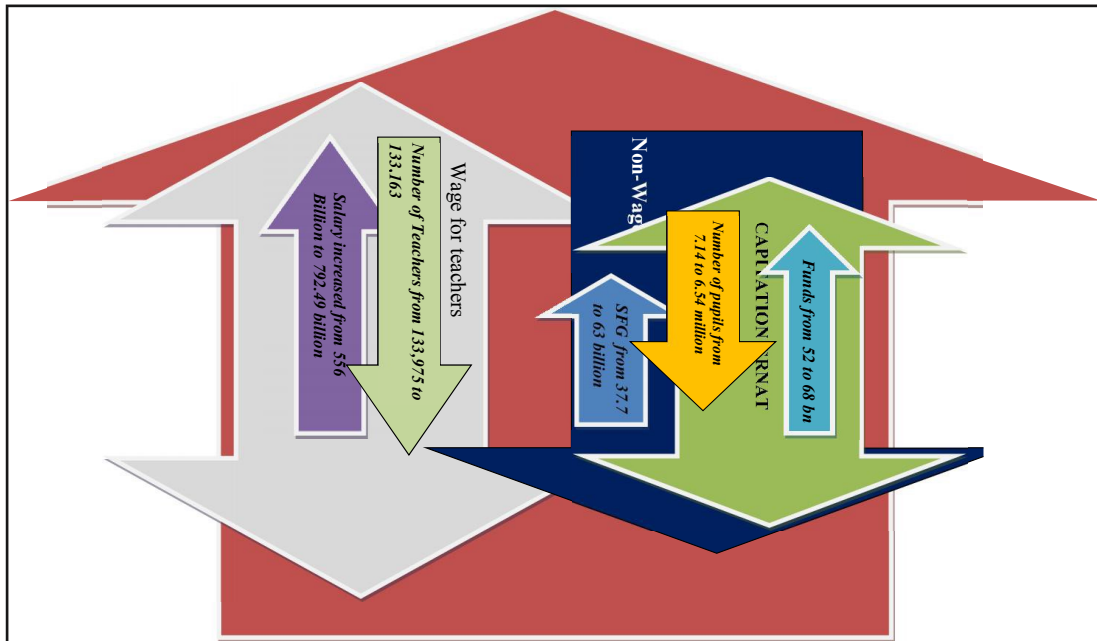 Salary increased from 556
Billion to 792.49 billion
Number of Teachers from 133,975 to
133.163
Wage for teachers
Non-Wag
SFG from 37.7
to 63 billion
Number of pupils from
7.14 to 6.54 million
Funds from 52 to 68 bn